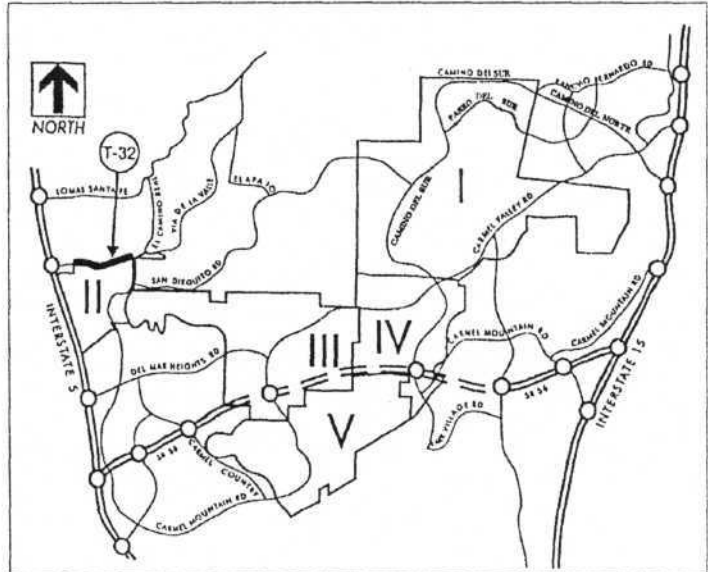 NORTH
T-32
LOMAS SANTA FE
EL CAMINO REAL
VIA DE LA VALLE
EL APAJO
SAN DIEGUITO RD
CAMINO DEL SUR
PASEO DEL SUR
RANCHO BERNARDO RD
CAMINO DEL NORTE
CAMINO DEL SUR
CARMEL VALLEY RD
I
II
III
IV
V
INTERSTATE 5
DEL MAR HEIGHTS RD
CARMEL MOUNTAIN RD
CARMEL MOUNTAIN RD
SR 56
INTERSTATE 15
VILLAGE RD
SR 56
CARMEL COUNTRY
CARMEL MOUNTAIN RD